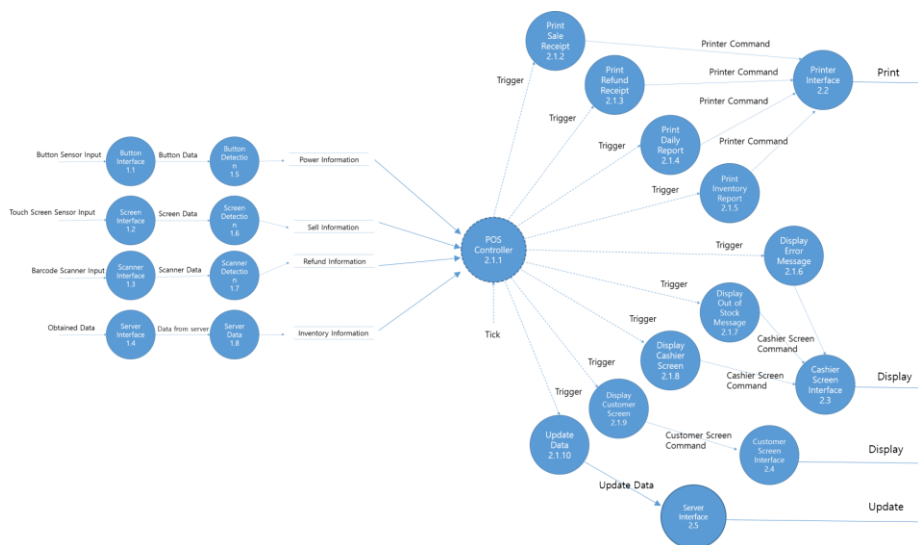 Print
Sale
Receipt
2.1.2
Printer Command
Printer
Interface
2.2
Print
Trigger
Print
Refund
Receipt
2.1.3
Printer Command
Trigger
Print
Daily
Report
2.1.4
Printer Command
Trigger
Print
Inventory
Report
2.1.5
Printer Command
Trigger
Button Sensor Input
Button
Interface
1.1
Button Data
Button
Detectio
n
1.5
Power Information
Touch Screen Sensor Input
Screen
Interface
1.2
Screen Data
Screen
Detectio
n
1.6
Sell Information
Barcode Scanner Input
Scanner
Interface
1.3
Scanner Data
Scanner
Detectio
n
1.7
Refund Information
Obtained Data
Server
Interface
1.4
Data from server
Server
Data
1.8
Inventory Information
POS
Controller
2.1.1
Tick
Trigger
Display
Error
Message
2.1.6
Trigger
Display
Out of
Stock
Message
2.1.7
Cashier Screen
Command
Trigger
Display
Cashier
Screen
2.1.8
Cashier Screen
Command
Cashier
Screen
Interface
2.3
Display
Trigger
Display
Customer
Screen
2.1.9
Customer Screen
Command
Customer
Screen
Interface
2.4
Display
Trigger
Update
Data
2.1.10
Update Data
Server
Interface
2.5
Update